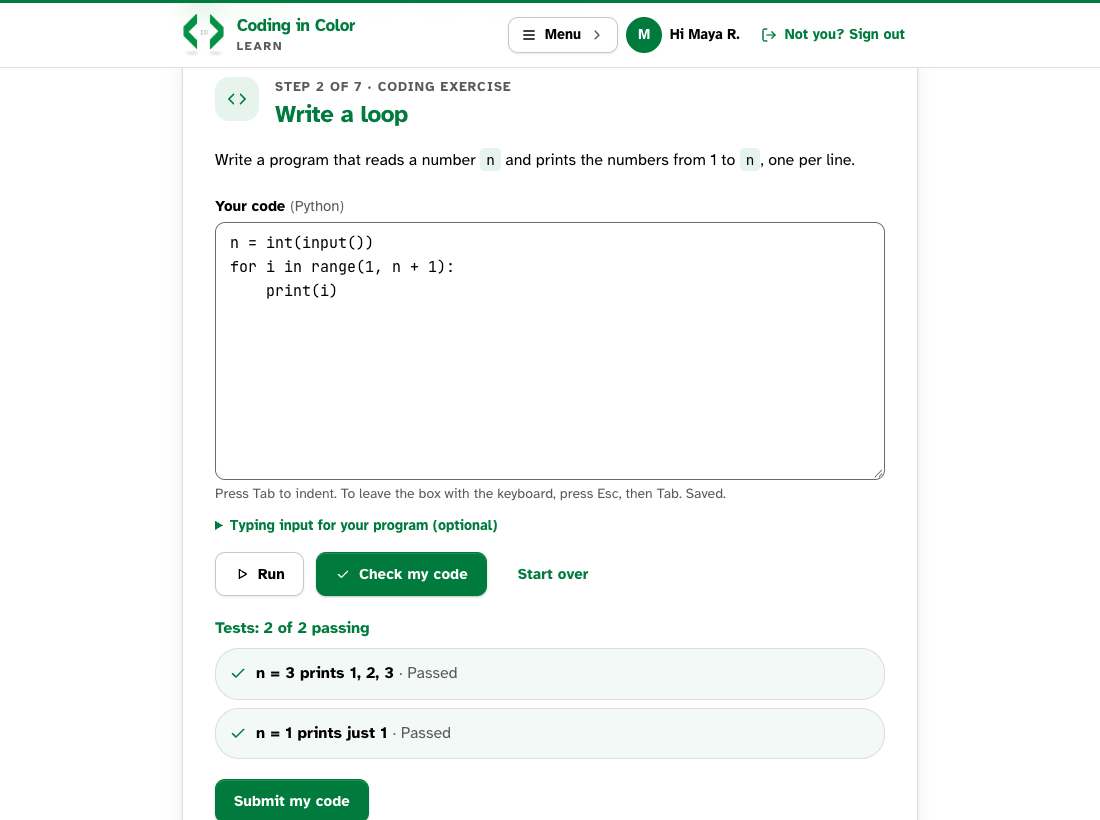 Coding in Color
LEARN
Menu
M
Hi Maya R.
Not you? Sign out
STEP 2 OF 7 · CODING EXERCISE
Write a loop
Write a program that reads a number n and prints the numbers from 1 to n, one per line.
Your code (Python)
n = int(input())
for i in range(1, n + 1):
    print(i)
Press Tab to indent. To leave the box with the keyboard, press Esc, then Tab. Saved.
Typing input for your program (optional)
Run
Check my code
Start over
Tests: 2 of 2 passing
n = 3 prints 1, 2, 3 · Passed
n = 1 prints just 1 · Passed
Submit my code